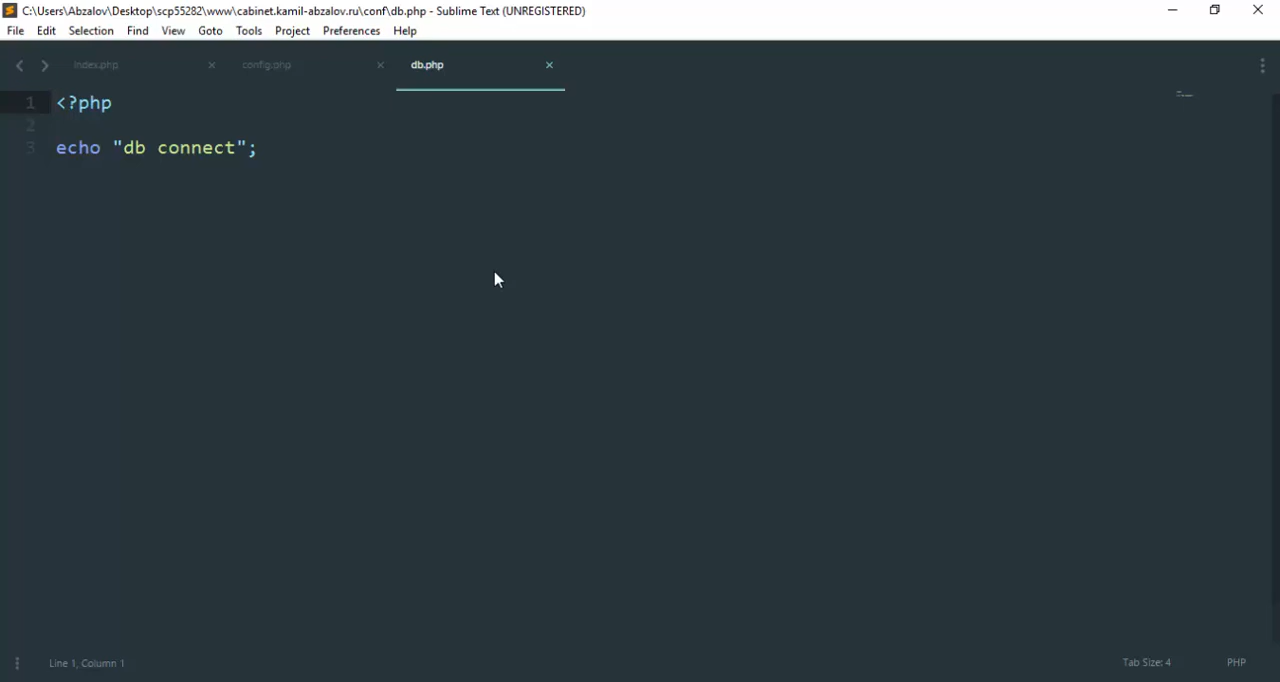 C:\Users\Abzalov\Desktop\scp55282\www\cabinet.kamil-abzalov.ru\conf\db.php - Sublime Text (UNREGISTERED)
File Edit Selection Find View Goto Tools Project Preferences Help
index.php config.php db.php
1 <?php
2
3 echo "db connect";
Line 1, Column 1 Tab Size: 4 PHP